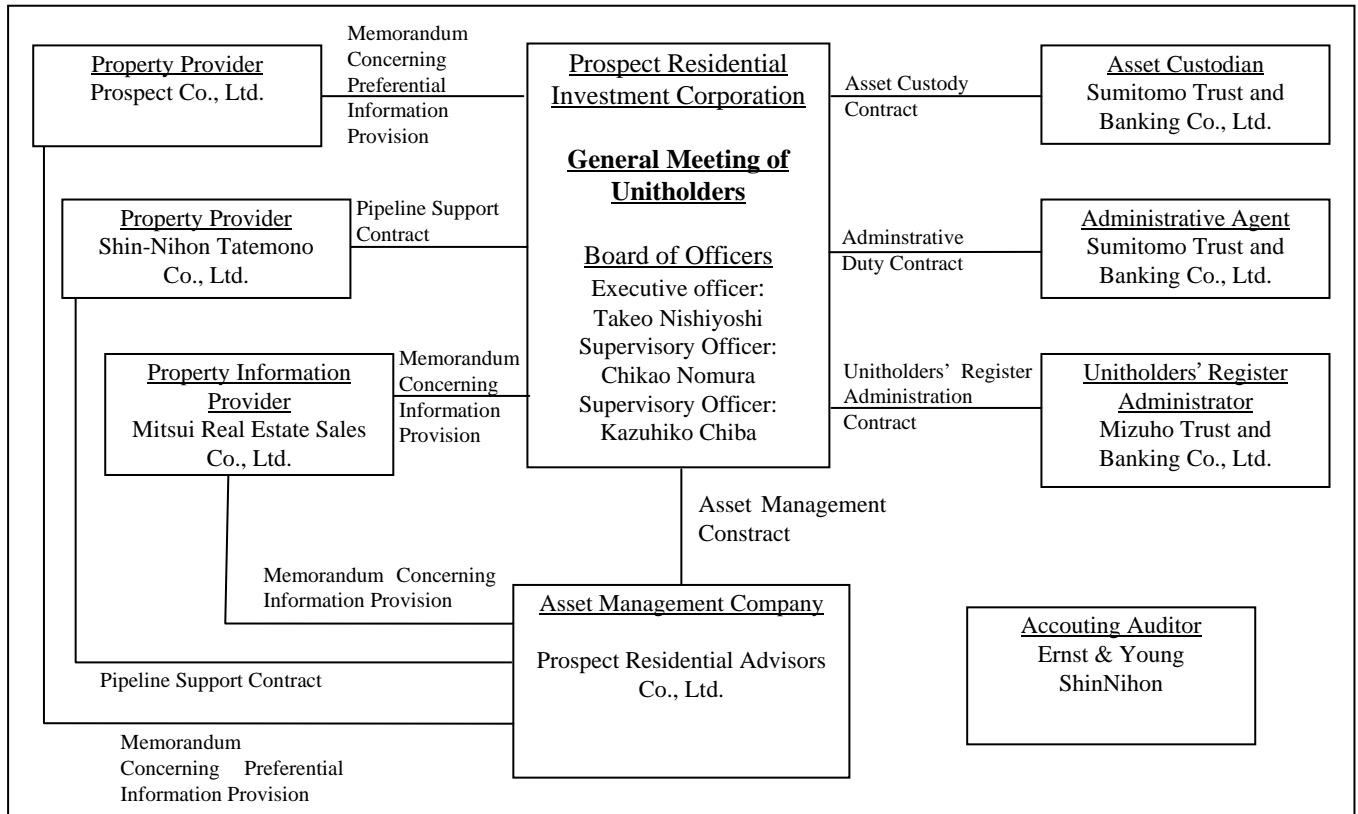 Property Provider
Prospect Co., Ltd.
Memorandum
Concerning
Preferential
Information
Provision
Property Provider
Shin-Nihon Tatemono
Co., Ltd.
Pipeline Support
Contract
Property Information
Provider
Mitsui Real Estate Sales
Co., Ltd.
Memorandum
Concerning
Information
Provision
Prospect Residential
Investment Corporation
General Meeting of
Unitholders
Board of Officers
Executive officer:
Takeo Nishiyoshi
Supervisory Officer:
Chikao Nomura
Supervisory Officer:
Kazuhiko Chiba
Asset Custody
Contract
Asset Custodian
Sumitomo Trust and
Banking Co., Ltd.
Adminstrative
Duty Contract
Administrative Agent
Sumitomo Trust and
Banking Co., Ltd.
Unitholders' Register
Administration
Contract
Unitholders' Register
Administrator
Mizuho Trust and
Banking Co., Ltd.
Asset Management
Constract
Memorandum Concerning
Information Provision
Pipeline Support Contract
Memorandum
Concerning Preferential
Information Provision
Asset Management Company
Prospect Residential Advisors
Co., Ltd.
Accouting Auditor
Ernst & Young
ShinNihon